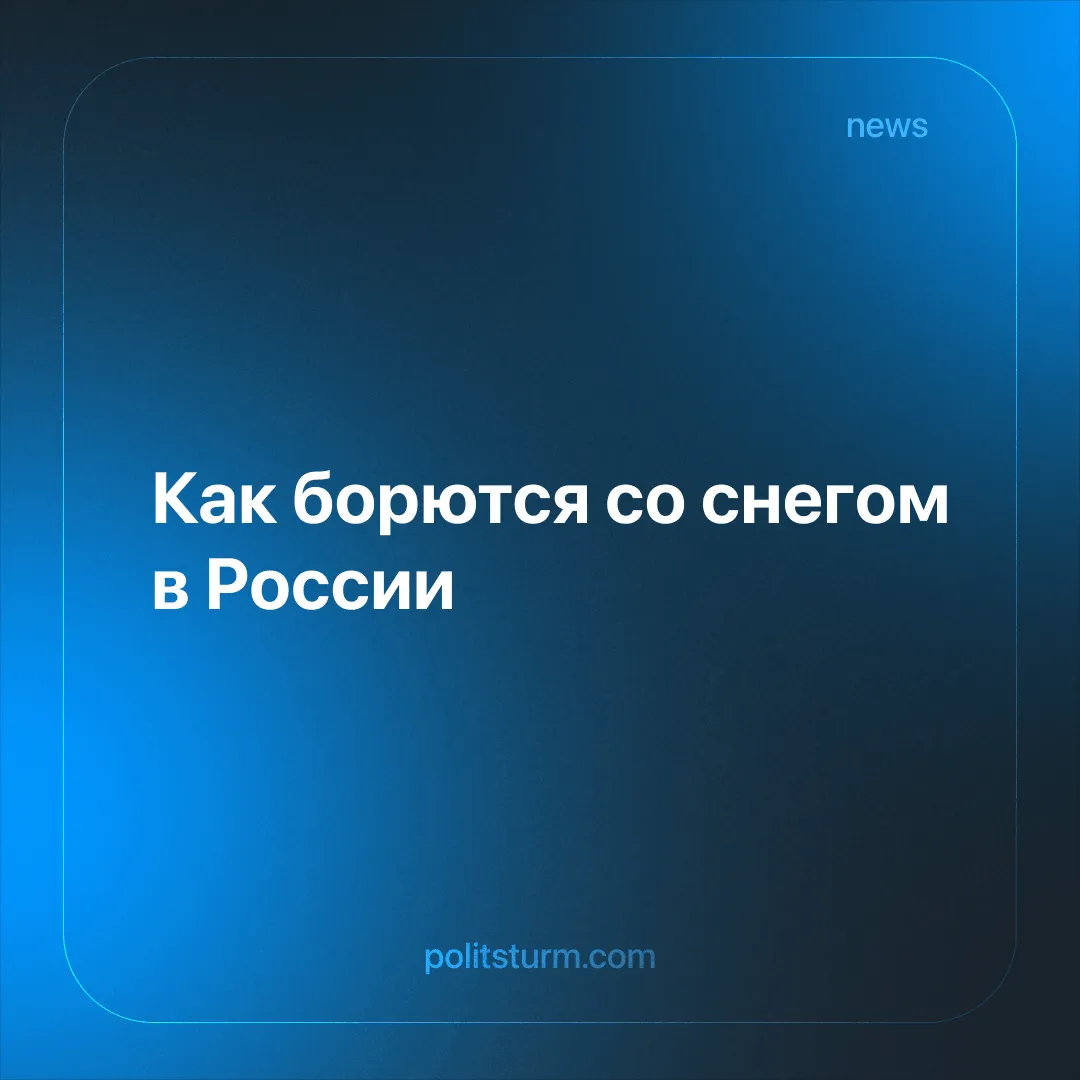 news
Как борются со снегом
в России
politsturm.com